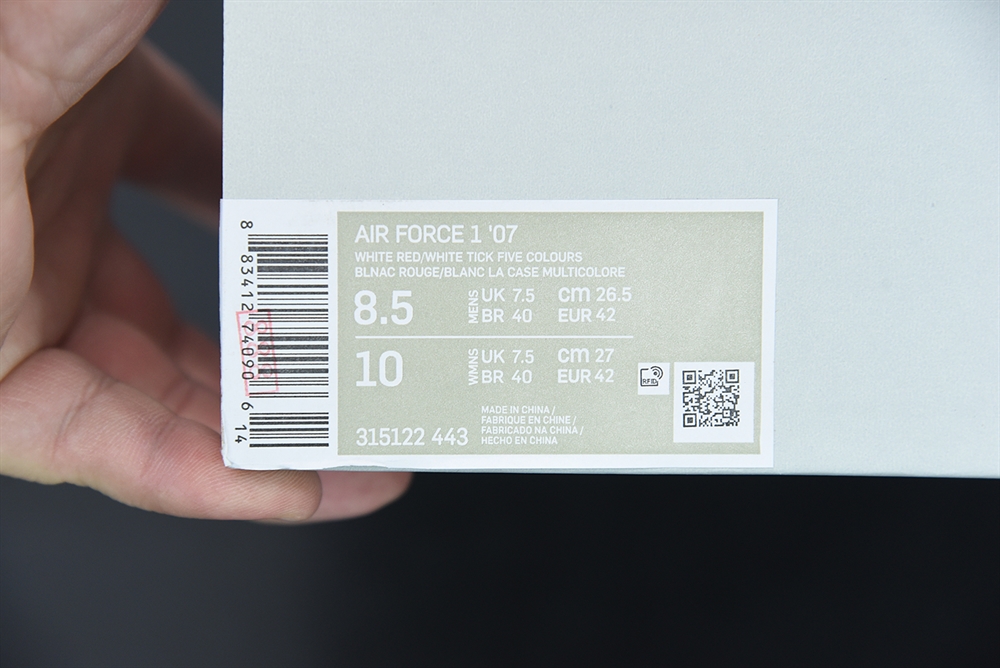 8 83412 74090 6 14
AIR FORCE 1 '07
WHITE RED/WHITE TICK FIVE COLOURS
BLNAC ROUGE/BLANC LA CASE MULTICOLORE
8.5 MENS UK 7.5 cm 26.5
BR 40 EUR 42
10 WMNS UK 7.5 cm 27
BR 40 EUR 42
RFID
MADE IN CHINA /
FABRIQUE EN CHINE /
FABRICADO NA CHINA /
HECHO EN CHINA
315122 443